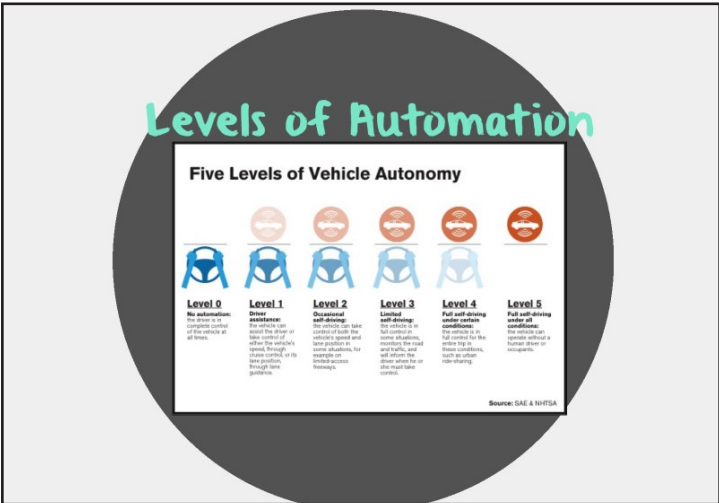 Levels of Automation
Five Levels of Vehicle Autonomy
Level 0
No automation:
the driver is in
complete control
of the vehicle at
all times.
Level 1
Driver
assistance:
the vehicle can
assist the driver or
take control of
either the vehicle's
speed, through
cruise control, or its
lane position,
through lane
guidance.
Level 2
Occasional
self-driving:
the vehicle can take
control of both the
vehicle's speed and
lane position in
some situations, for
example on
limited-access
freeways.
Level 3
Limited
self-driving:
the vehicle is in
full control in
some situations,
monitors the road
and traffic, and
will inform the
driver when he or
she must take
control.
Level 4
Full self-driving
under certain
conditions:
the vehicle is in
full control for the
entire trip in
these conditions,
such as urban
ride-sharing.
Level 5
Full self-driving
under all
conditions:
the vehicle can
operate without a
human driver or
occupants.
Source: SAE & NHTSA